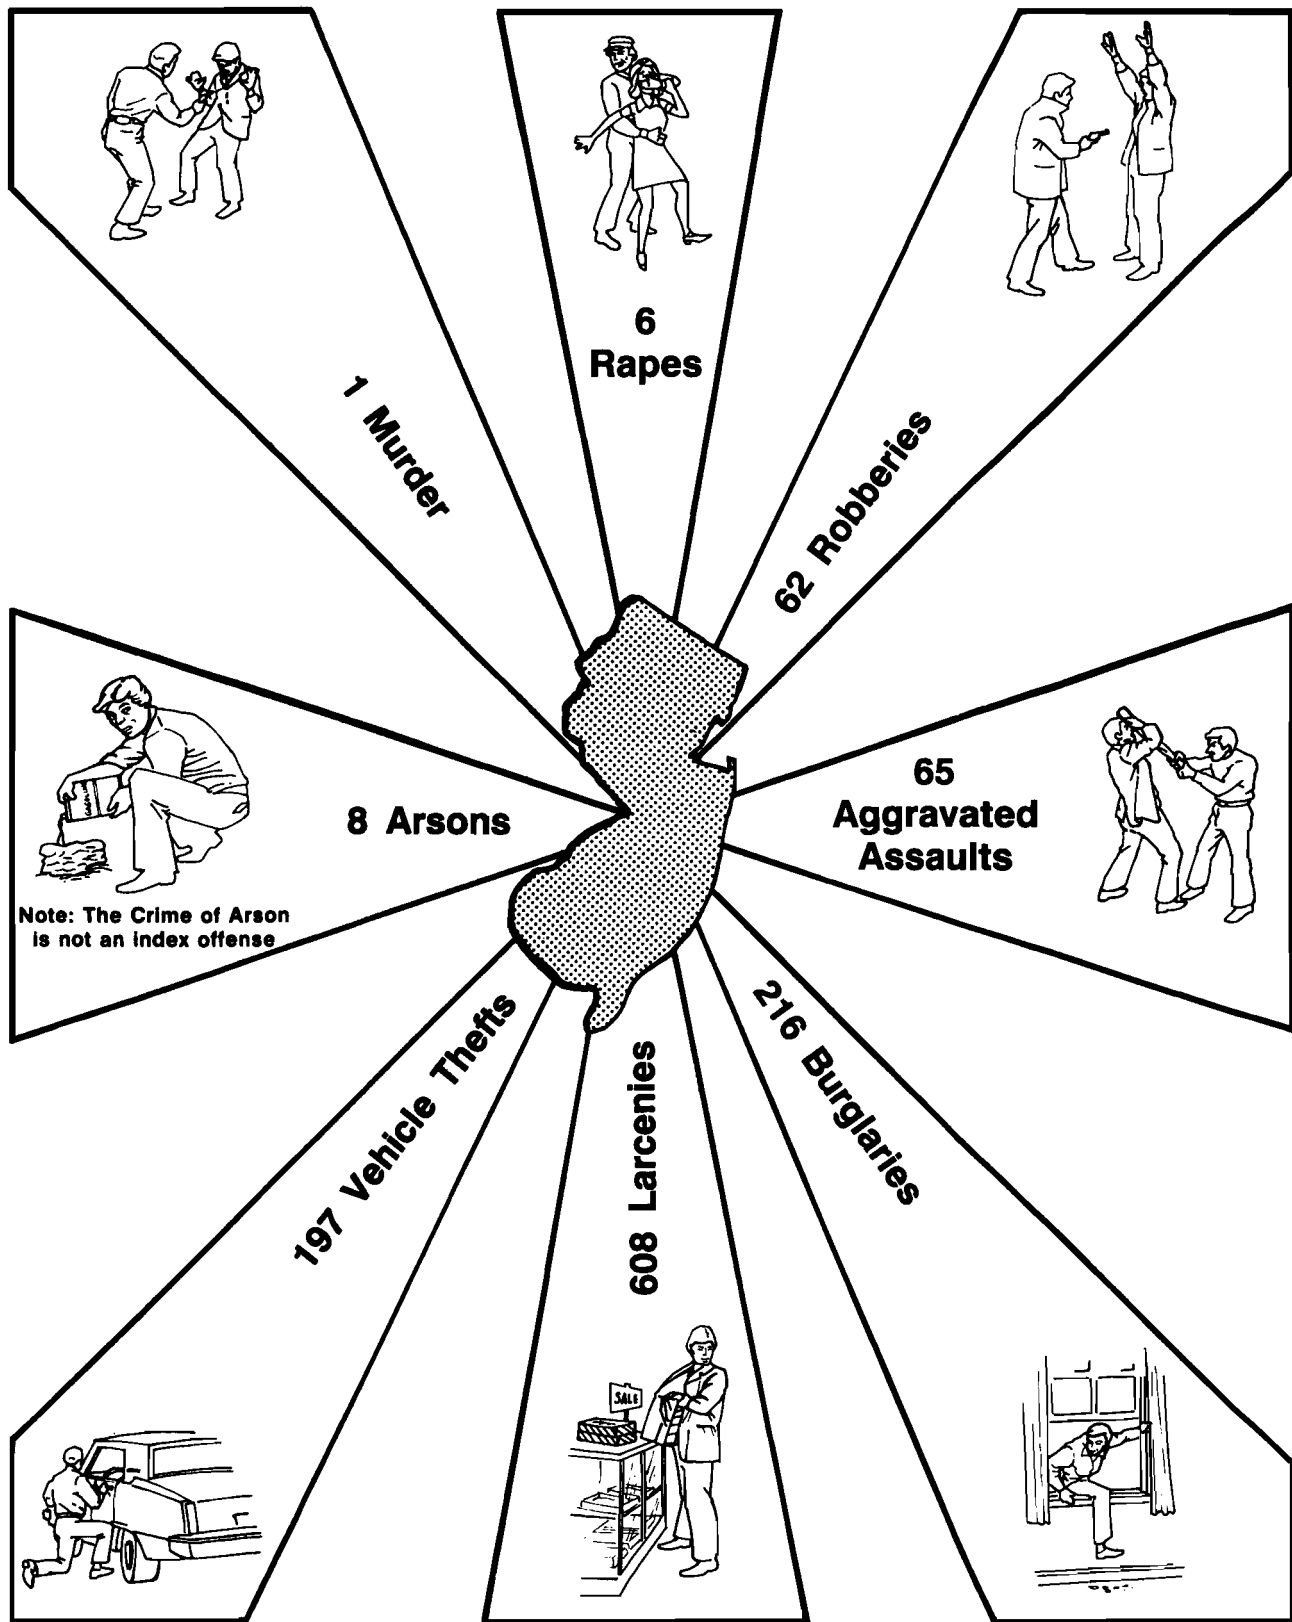 6
Rapes
1 Murder
62 Robberies
8 Arsons
65
Aggravated
Assaults
Note: The Crime of Arson
is not an index offense
197 Vehicle Thefts
608 Larcenies
216 Burglaries
SALE